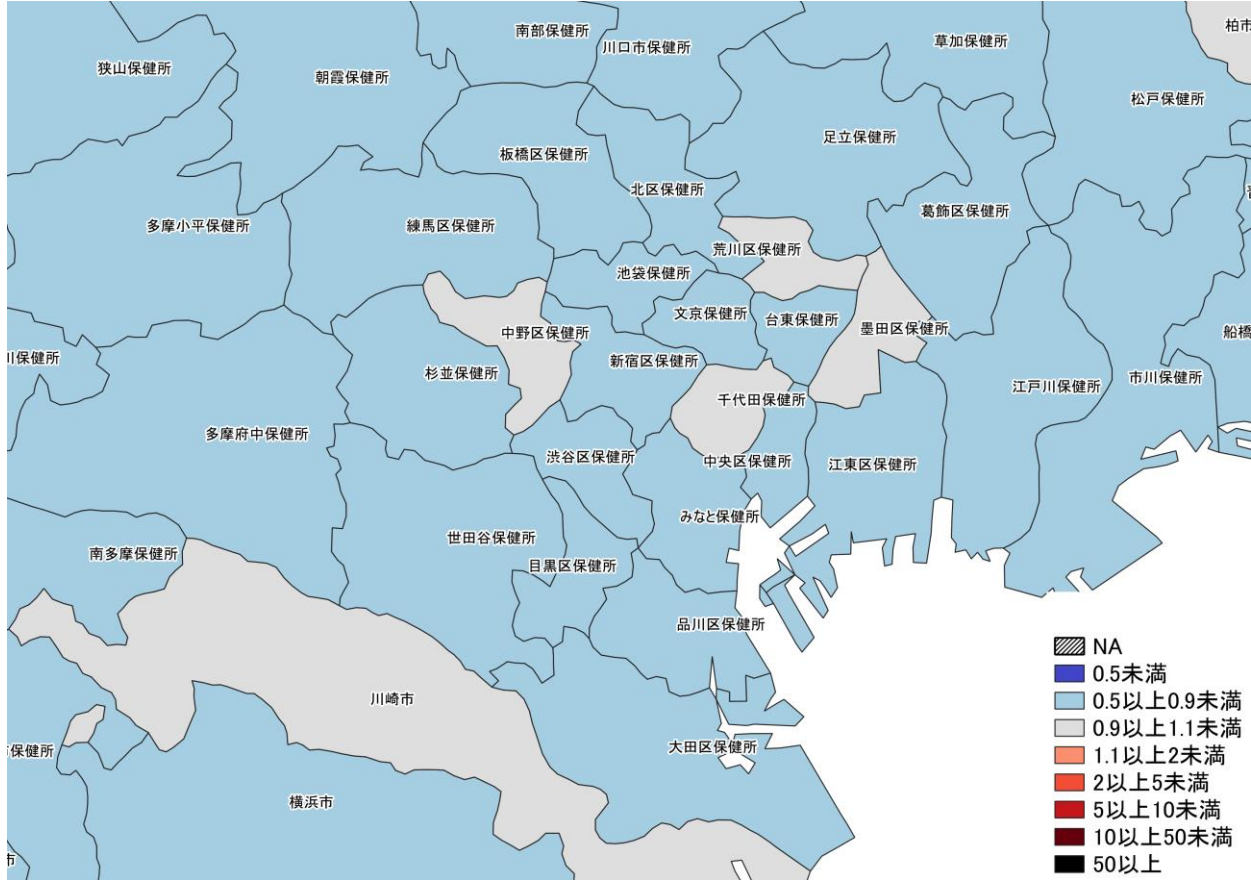 南部保健所
川口市保健所
草加保健所
柏市
狭山保健所
朝霞保健所
松戸保健所
足立保健所
板橋区保健所
北区保健所
葛飾区保健所
多摩小平保健所
練馬区保健所
荒川区保健所
池袋保健所
文京保健所
台東保健所
墨田区保健所
船橋
中野区保健所
新宿区保健所
川保健所
杉並保健所
江戸川保健所
市川保健所
千代田保健所
多摩府中保健所
渋谷区保健所
中央区保健所
江東区保健所
みなと保健所
世田谷保健所
南多摩保健所
目黒区保健所
品川区保健所
川崎市
大田区保健所
市保健所
横浜市
市
NA
0.5未満
0.5以上0.9未満
0.9以上1.1未満
1.1以上2未満
2以上5未満
5以上10未満
10以上50未満
50以上